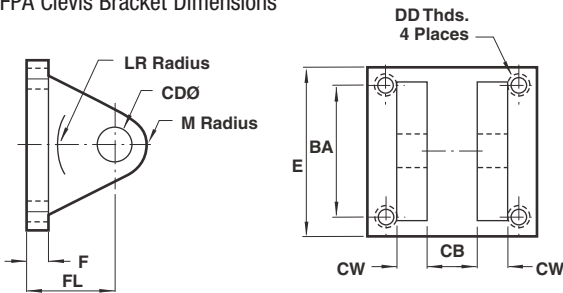 FPA Clevis Bracket Dimensions
LR Radius
CDØ
M Radius
F
FL
DD Thds.
4 Places
E
BA
CB
CW
CW